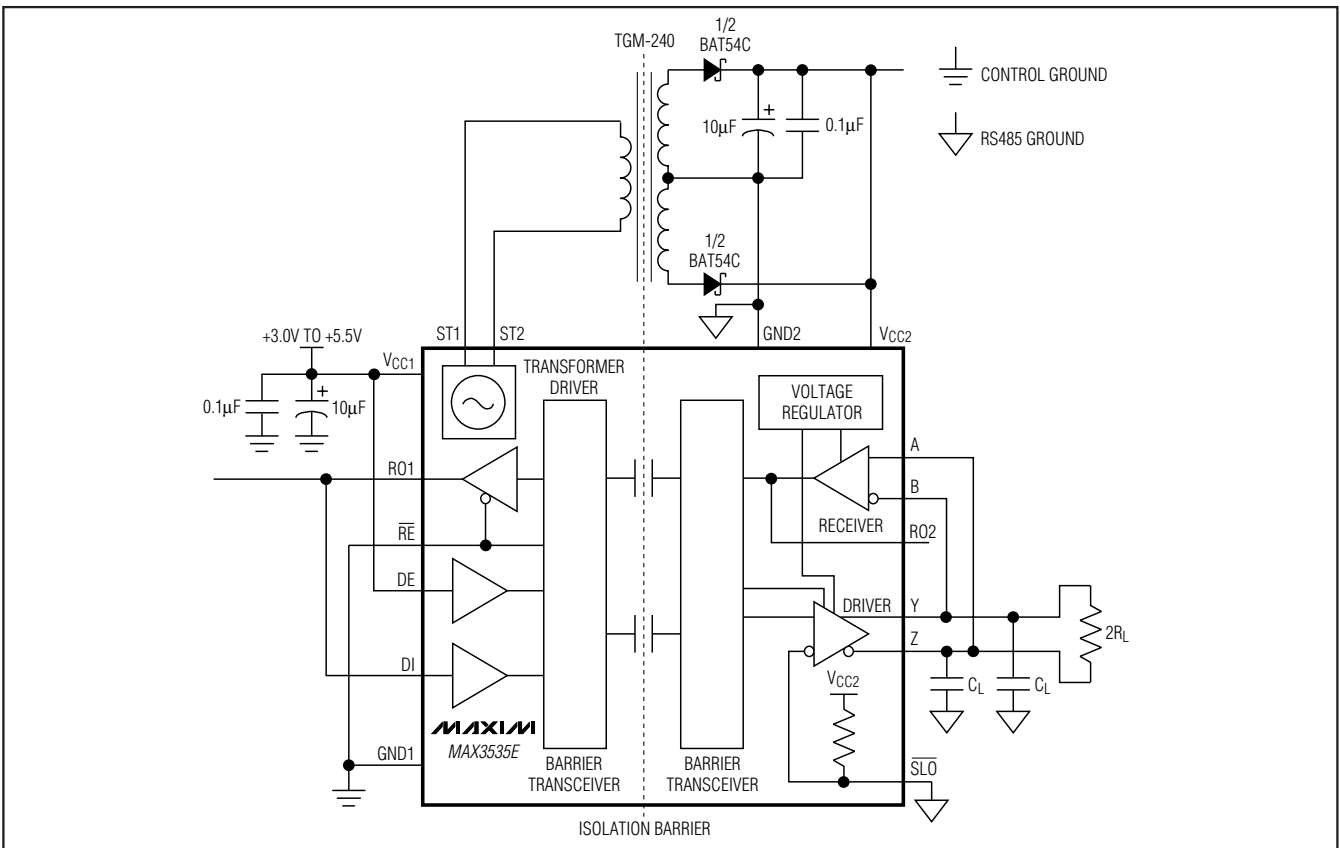 TGM-240
1/2
BAT54C
CONTROL GROUND
+
10µF
0.1µF
RS485 GROUND
1/2
BAT54C
+3.0V TO +5.5V
ST1
ST2
GND2
VCC2
VCC1
TRANSFORMER
DRIVER
VOLTAGE
REGULATOR
0.1µF
+
10µF
A
RO1
B
RECEIVER
RO2
RE
DE
DRIVER
Y
2RL
Z
DI
VCC2
CL
CL
MAXIM
MAX3535E
GND1
BARRIER
TRANSCEIVER
BARRIER
TRANSCEIVER
SLO
ISOLATION BARRIER